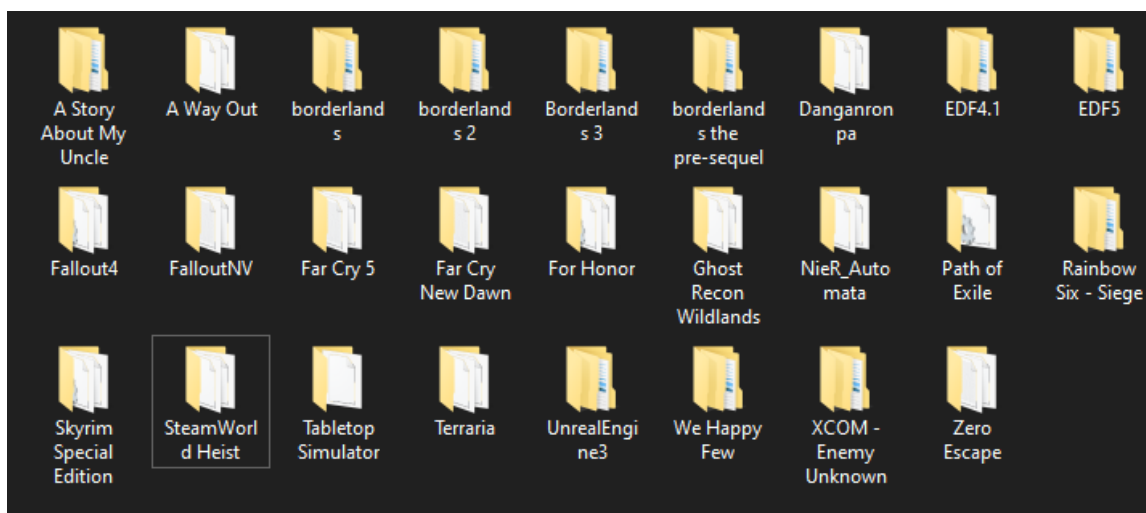 A Story
About My
Uncle
A Way Out
borderland
s
borderland
s 2
Borderland
s 3
borderland
s the
pre-sequel
Danganron
pa
EDF4.1
EDF5
Fallout4
FalloutNV
Far Cry 5
Far Cry
New Dawn
For Honor
Ghost
Recon
Wildlands
NieR_Auto
mata
Path of
Exile
Rainbow
Six - Siege
Skyrim
Special
Edition
SteamWorl
d Heist
Tabletop
Simulator
Terraria
UnrealEngi
ne3
We Happy
Few
XCOM -
Enemy
Unknown
Zero
Escape